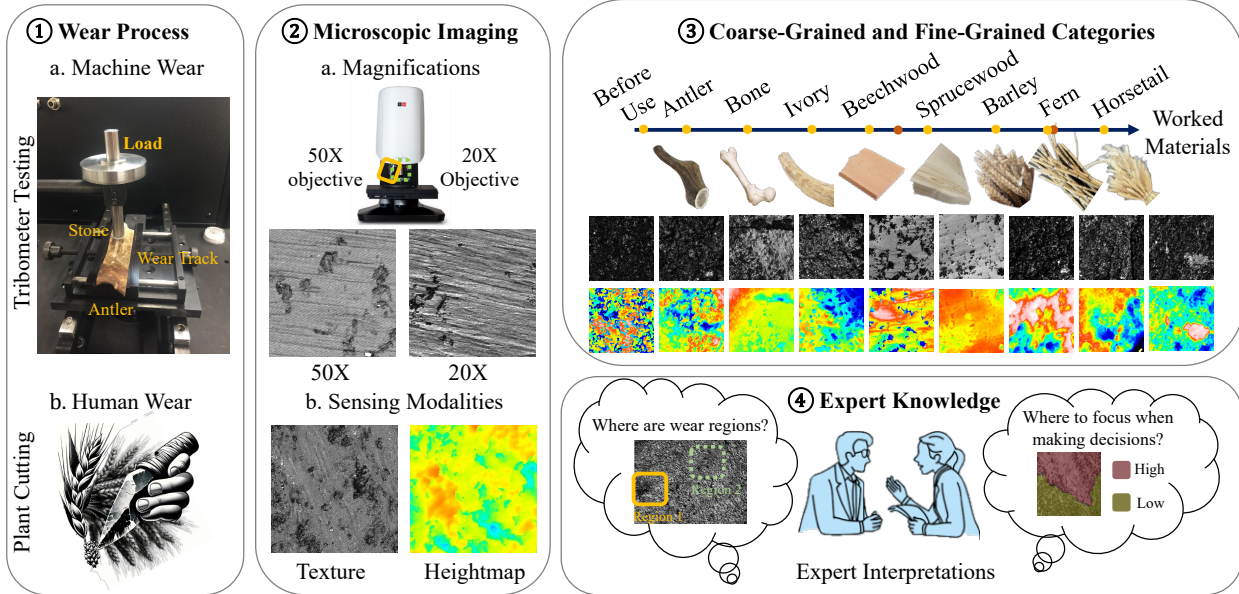 ① Wear Process
a. Machine Wear
Tribometer Testing
Load
Stone
Wear Track
Antler
b. Human Wear
Plant Cutting
② Microscopic Imaging
a. Magnifications
50X
objective
20X
Objective
50X
20X
b. Sensing Modalities
Texture
Heightmap
③ Coarse-Grained and Fine-Grained Categories
Before
Use
Antler
Bone
Ivory
Beechwood
Sprucewood
Barley
Fern
Horsetail
Worked
Materials
④ Expert Knowledge
Where are wear regions?
Region 2
Region 1
Where to focus when
making decisions?
High
Low
Expert Interpretations